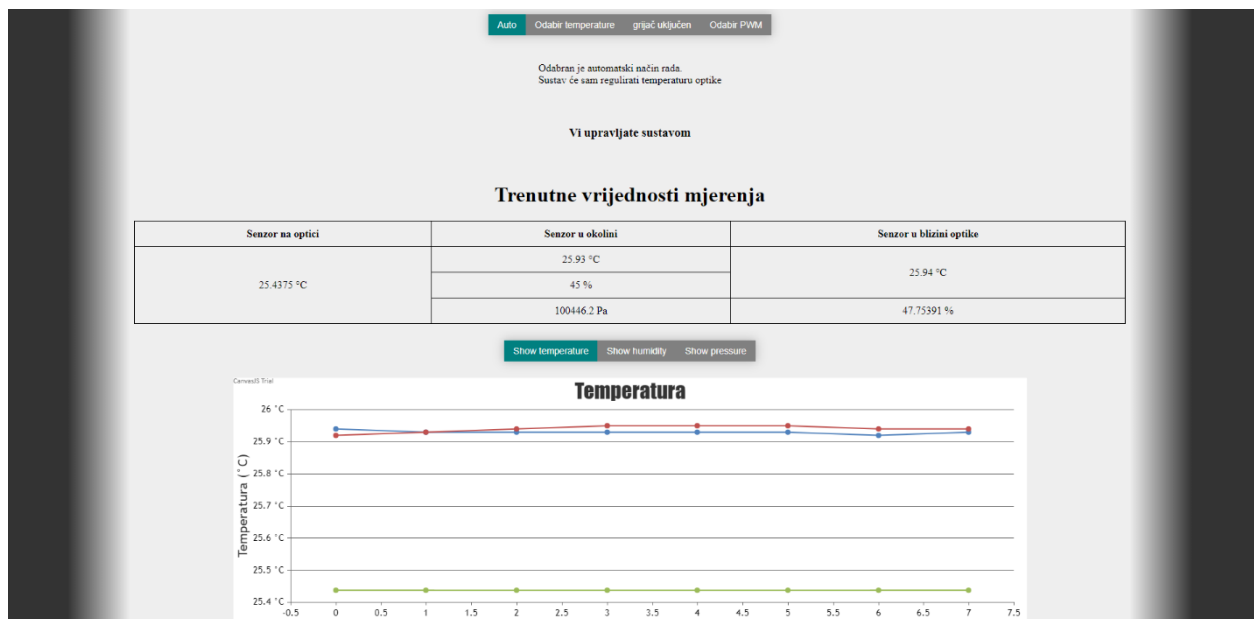 Auto Odabir temperature grijač uključen Odabir PWM
Odabran je automatski način rada.
Sustav će sam regulirati temperaturu optike
Vi upravljate sustavom
Trenutne vrijednosti mjerenja
Senzor na optici Senzor u okolini Senzor u blizini optike
25.4375 °C 25.93 °C 25.94 °C
45 %
100446.2 Pa 47.75391 %
Show temperature Show humidity Show pressure
CanvasJS Trial
Temperatura
Temperatura (°C)
26 °C
25.9 °C
25.8 °C
25.7 °C
25.6 °C
25.5 °C
25.4 °C
-0.5 0 0.5 1 1.5 2 2.5 3 3.5 4 4.5 5 5.5 6 6.5 7 7.5